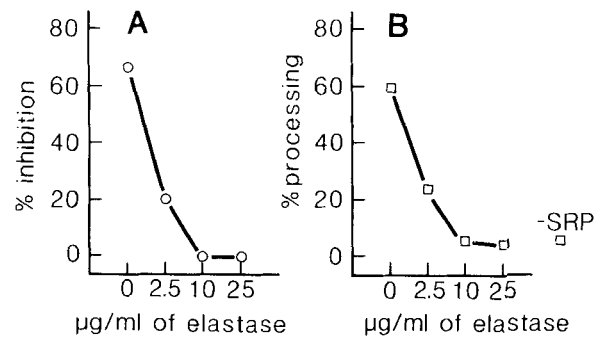 A
% inhibition
80
60
40
20
0
0 2.5 10 25
µg/ml of elastase
B
% processing
80
60
40
20
0
-SRP
0 2.5 10 25
µg/ml of elastase